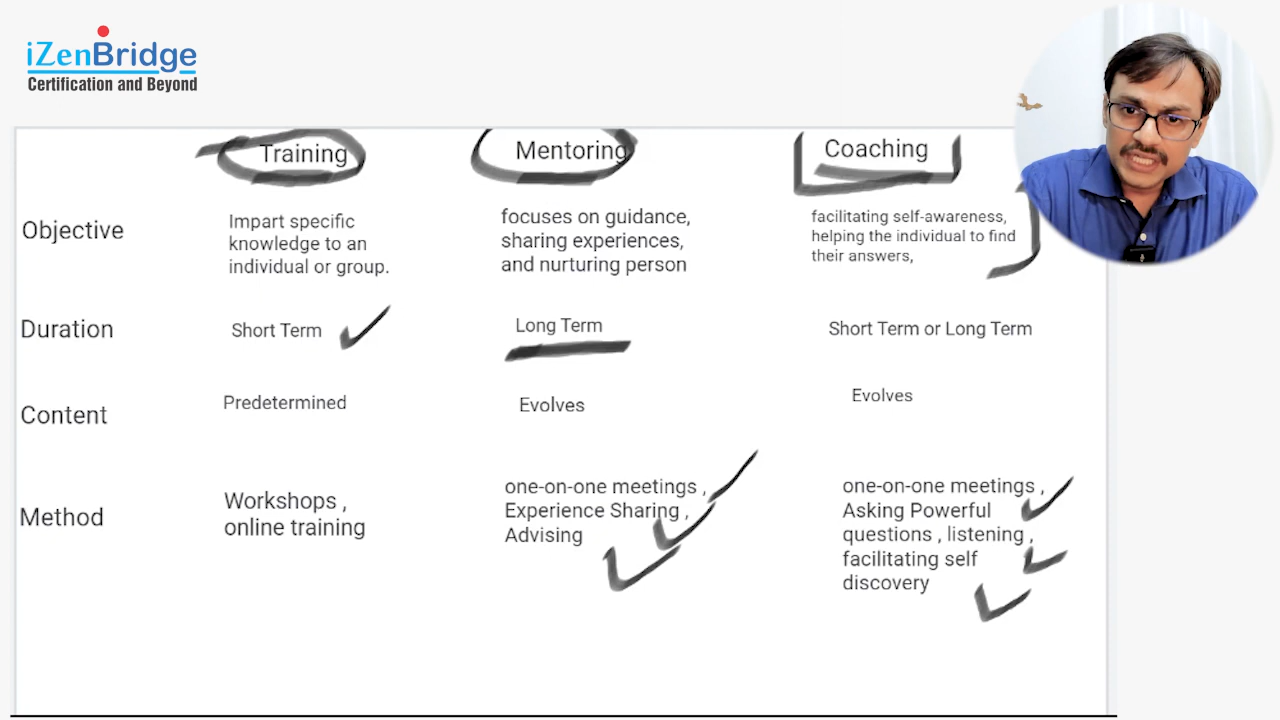 iZenBridge
Certification and Beyond
Training
Mentoring
Coaching
Objective
Impart specific
knowledge to an
individual or group.
focuses on guidance,
sharing experiences,
and nurturing person
facilitating self-awareness,
helping the individual to find
their answers,
Duration
Short Term
Long Term
Short Term or Long Term
Content
Predetermined
Evolves
Evolves
Method
Workshops ,
online training
one-on-one meetings ,
Experience Sharing ,
Advising
one-on-one meetings ,
Asking Powerful
questions , listening ,
facilitating self
discovery